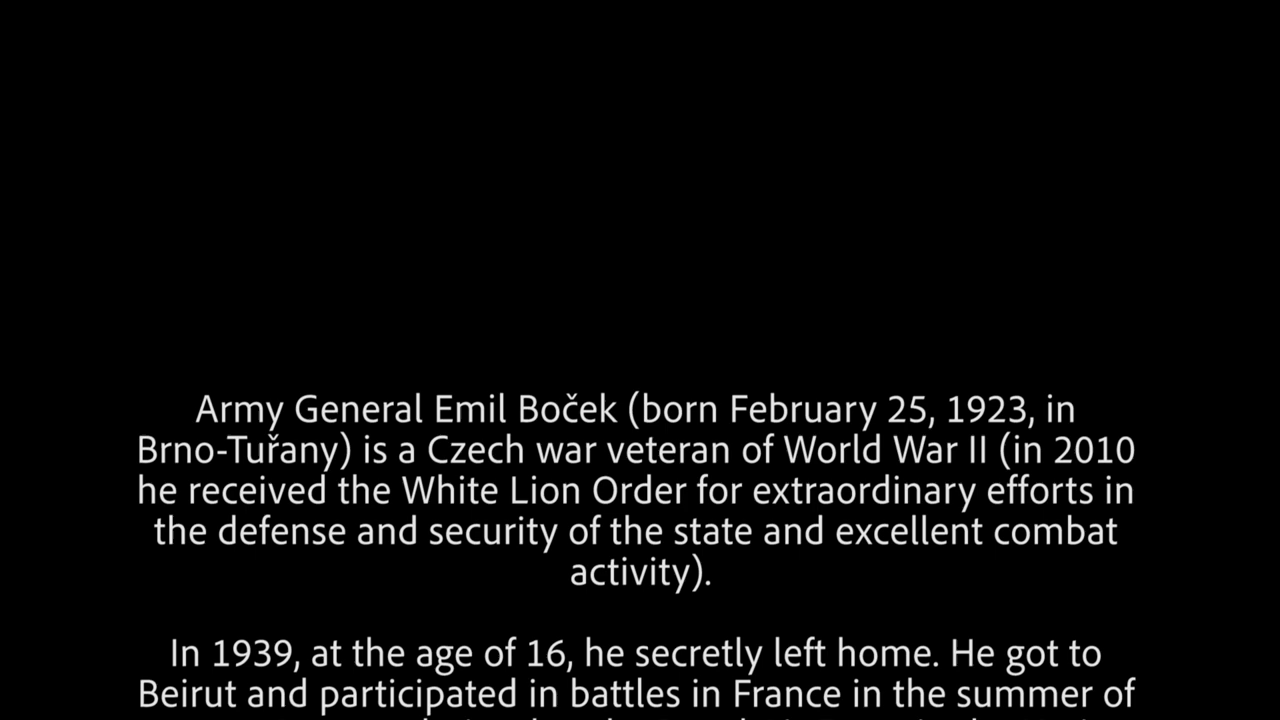 Army General Emil Boček (born February 25, 1923, in
Brno-Tuřany) is a Czech war veteran of World War II (in 2010
he received the White Lion Order for extraordinary efforts in
the defense and security of the state and excellent combat
activity).
In 1939, at the age of 16, he secretly left home. He got to
Beirut and participated in battles in France in the summer of